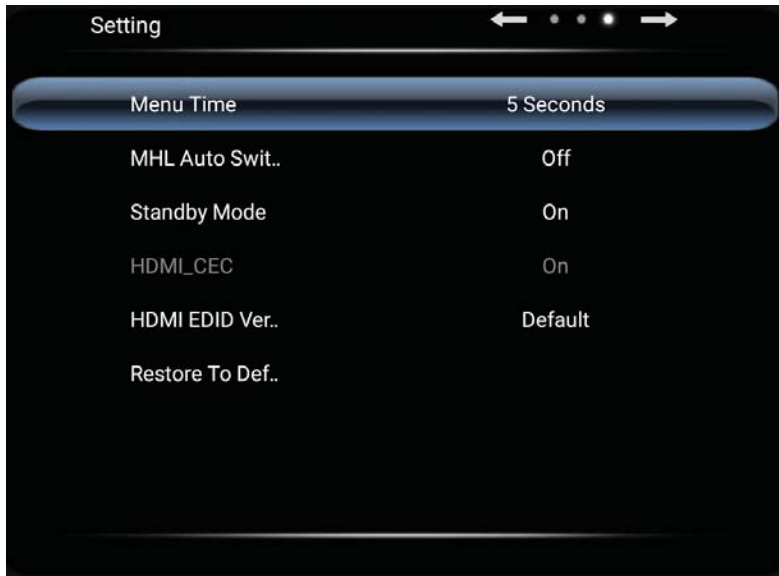 Setting
Menu Time 5 Seconds
MHL Auto Swit.. Off
Standby Mode On
HDMI_CEC On
HDMI EDID Ver.. Default
Restore To Def..